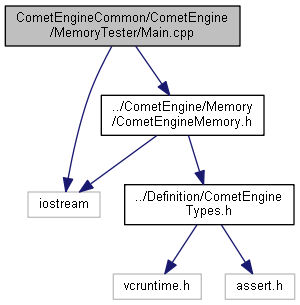 CometEngineCommon/CometEngine
/MemoryTester/Main.cpp
../CometEngine/Memory
/CometEngineMemory.h
iostream
../Definition/CometEngine
Types.h
vcruntime.h
assert.h